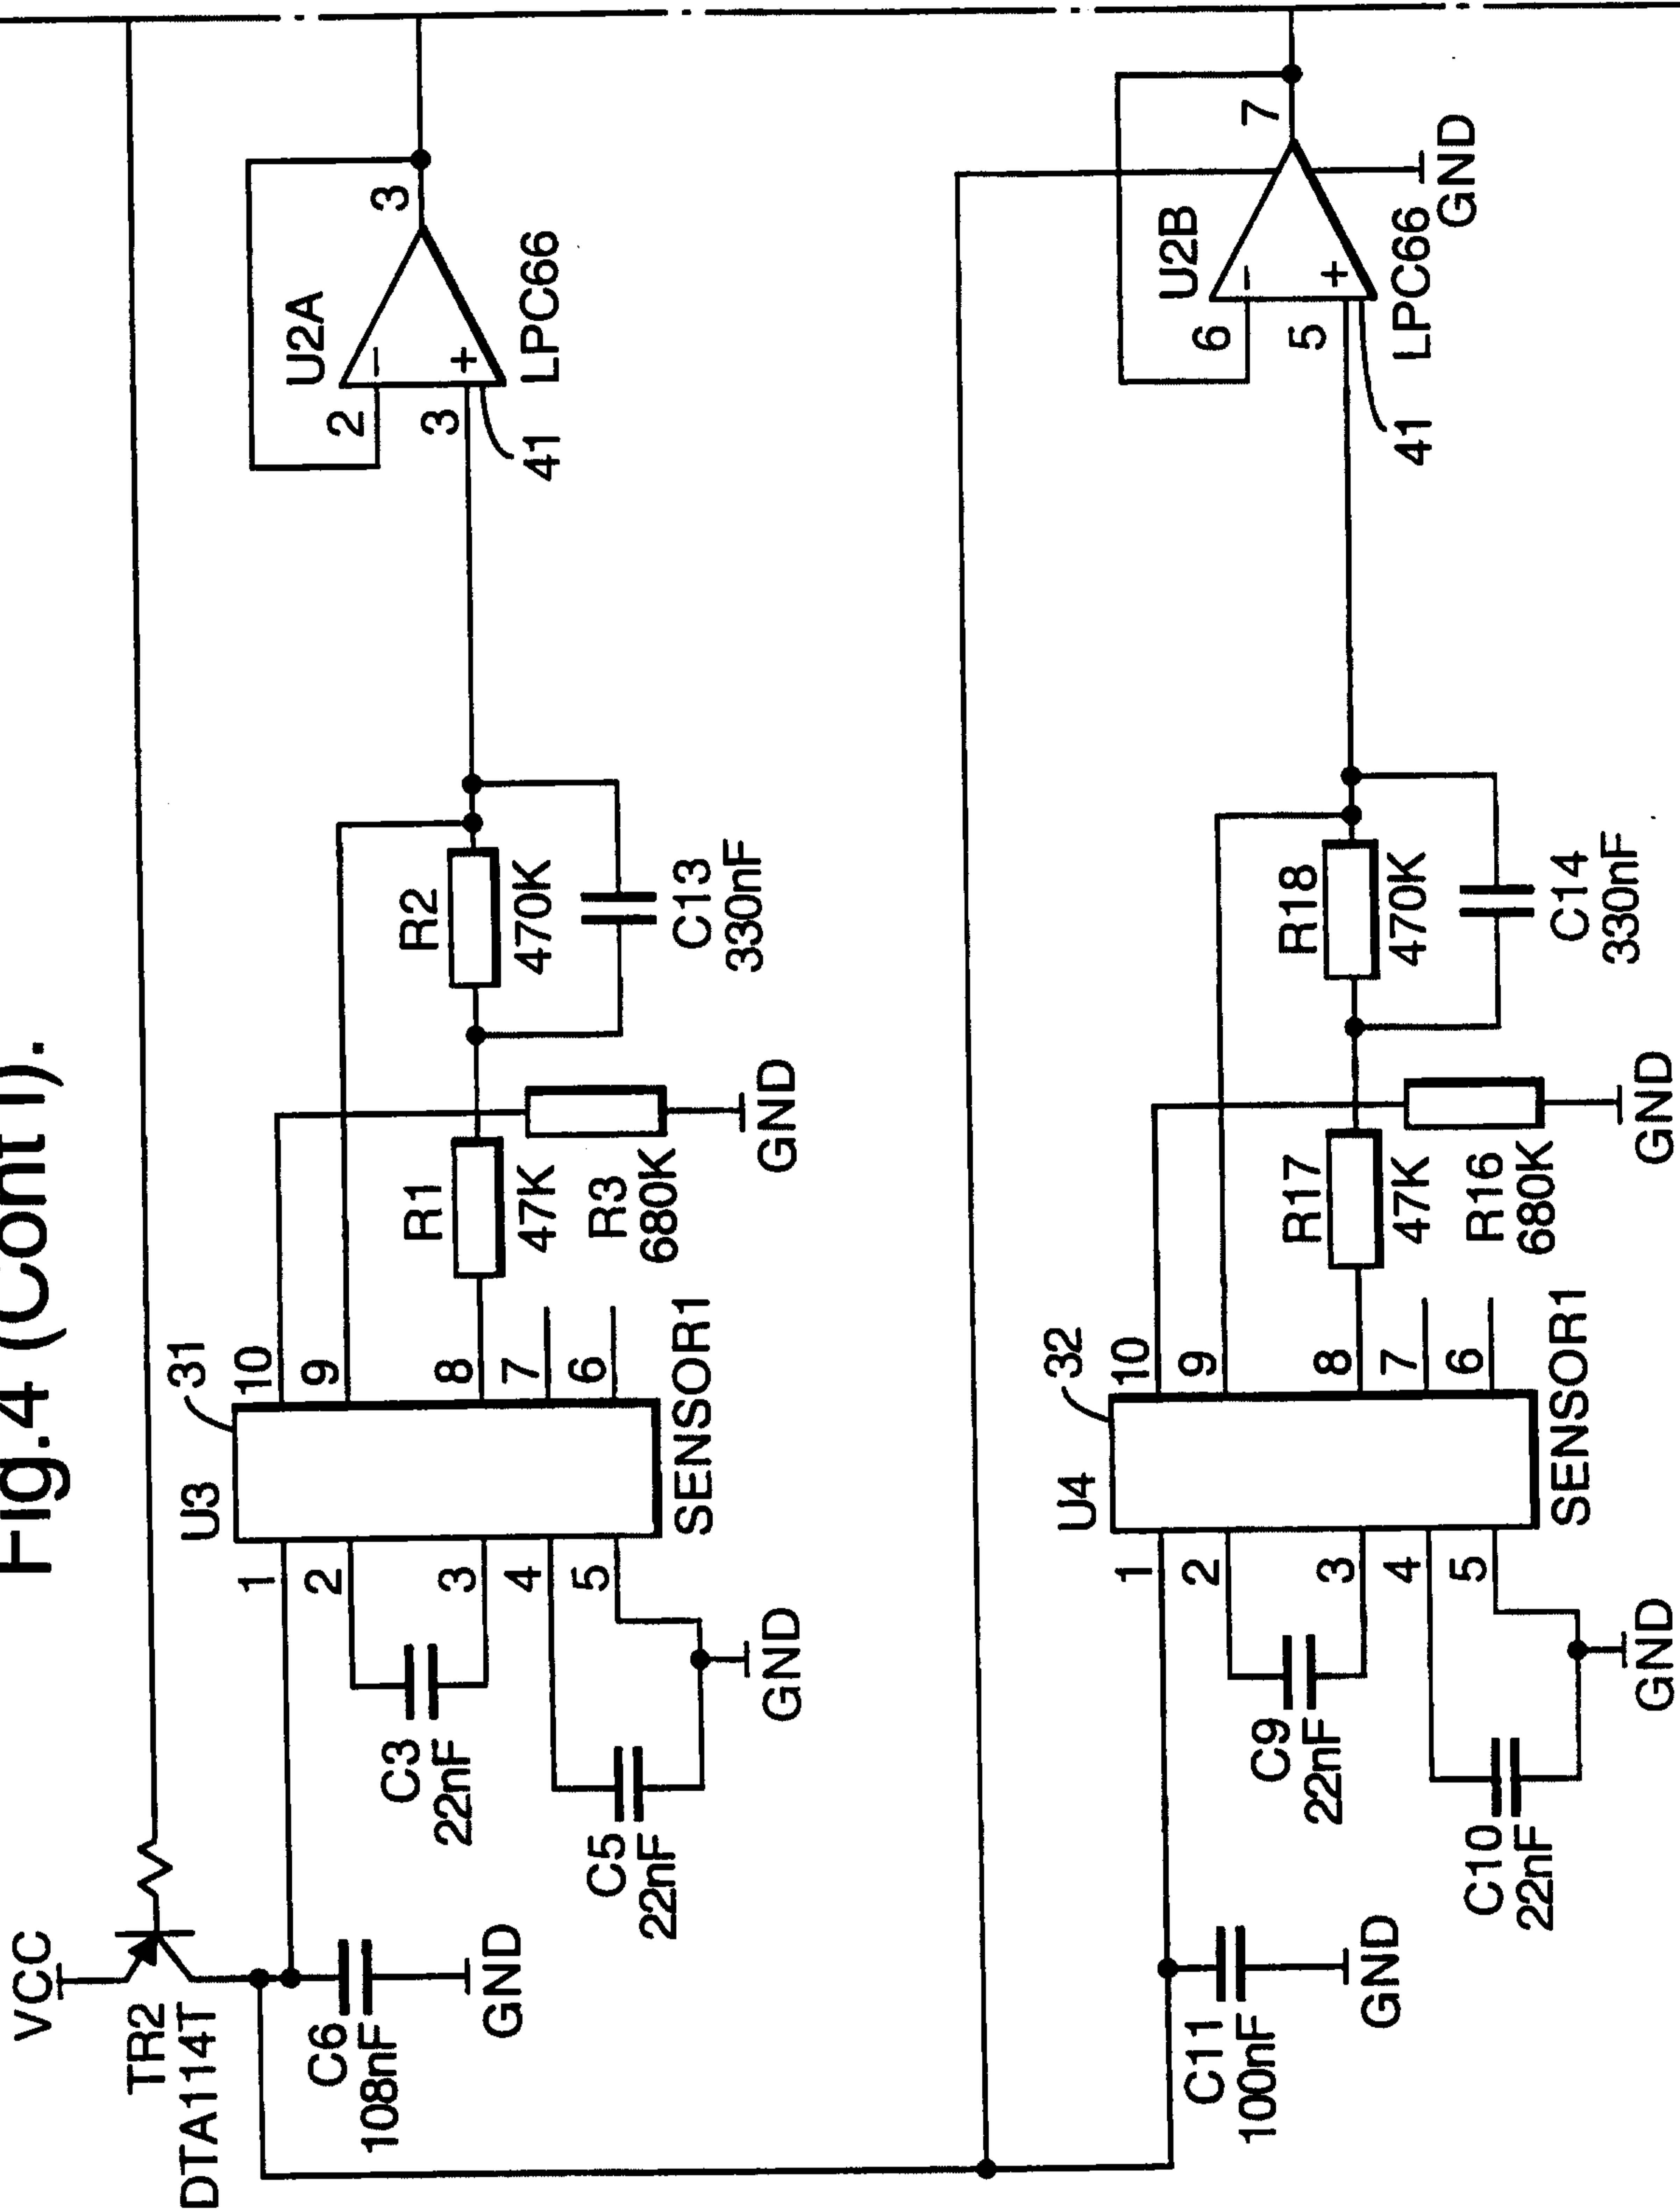 Fig.4 (Cont I).
VCC
TR2
DTA114T
C6
108nF
GND
U3
31
1
2
3
4
5
10
9
8
7
6
SENSOR1
C3
22nF
C5
22nF
GND
R1
47K
R3
680K
GND
R2
470K
C13
330nF
U2A
2
3
3
−
+
41
LPC66
C11
100nF
GND
U4
32
1
2
3
4
5
10
9
8
7
6
SENSOR1
C9
22nF
C10
22nF
GND
R17
47K
R16
680K
GND
R18
470K
C14
330nF
U2B
6
5
7
−
+
41
LPC66
GND